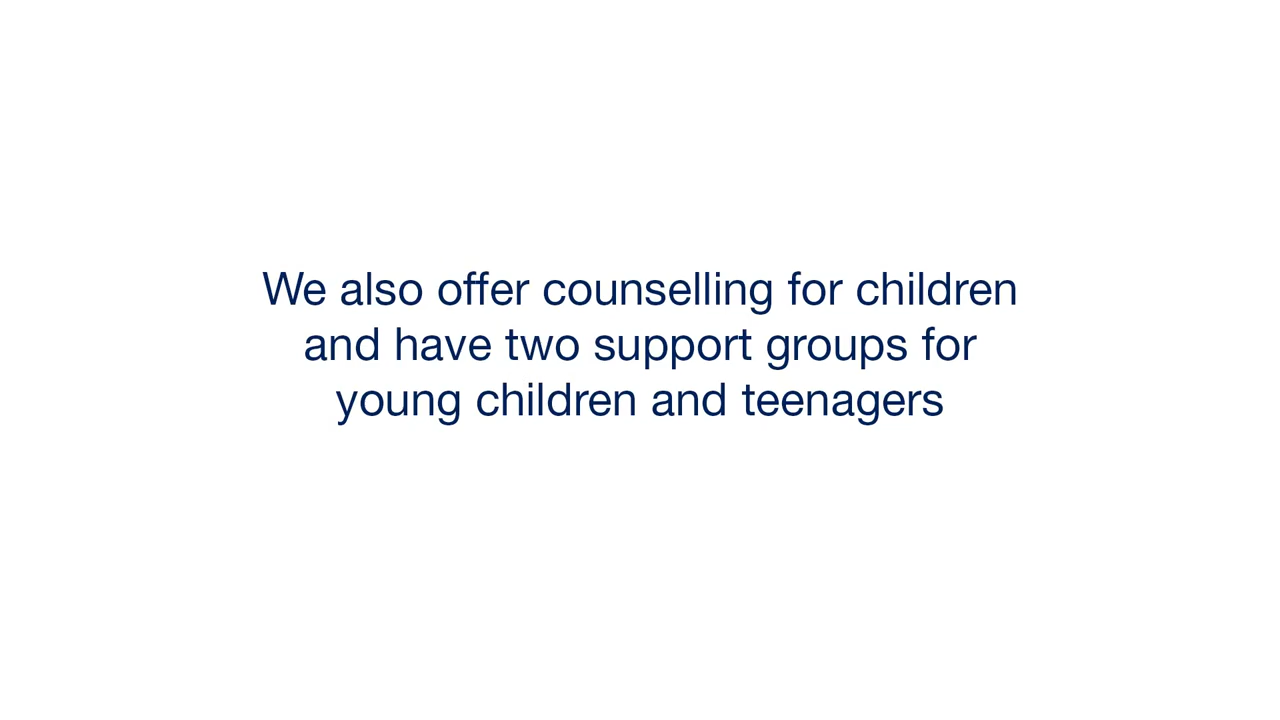 We also offer counselling for children
and have two support groups for
young children and teenagers